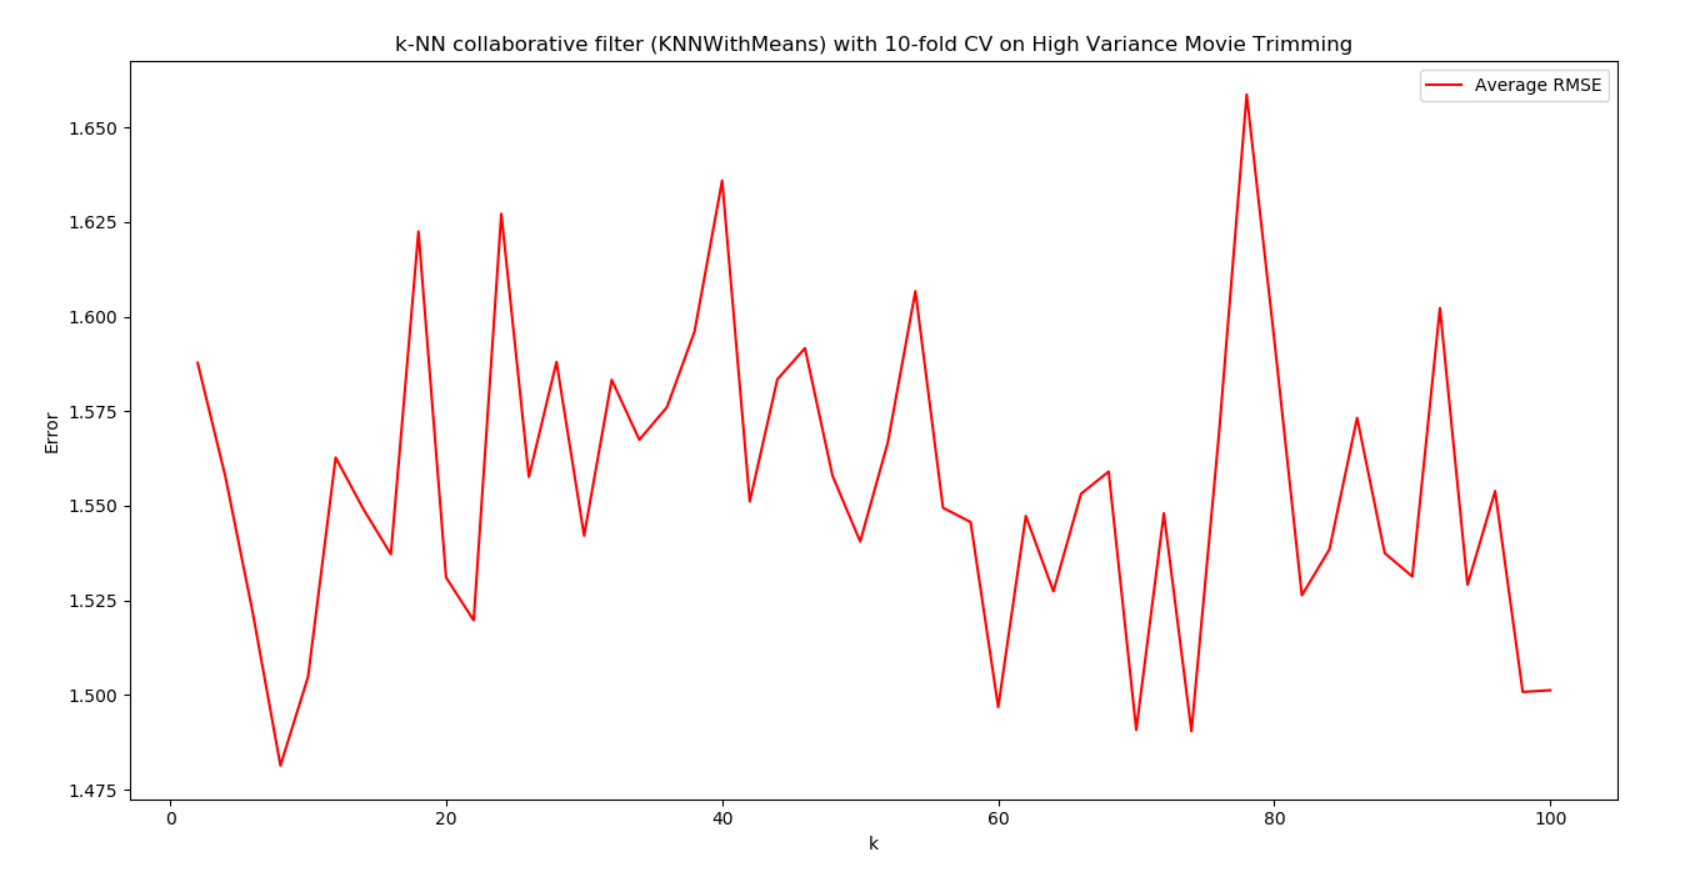 k-NN collaborative filter (KNNWithMeans) with 10-fold CV on High Variance Movie Trimming
Average RMSE
1.650
1.625
1.600
1.575
1.550
1.525
1.500
1.475
Error
0 20 40 60 80 100
k